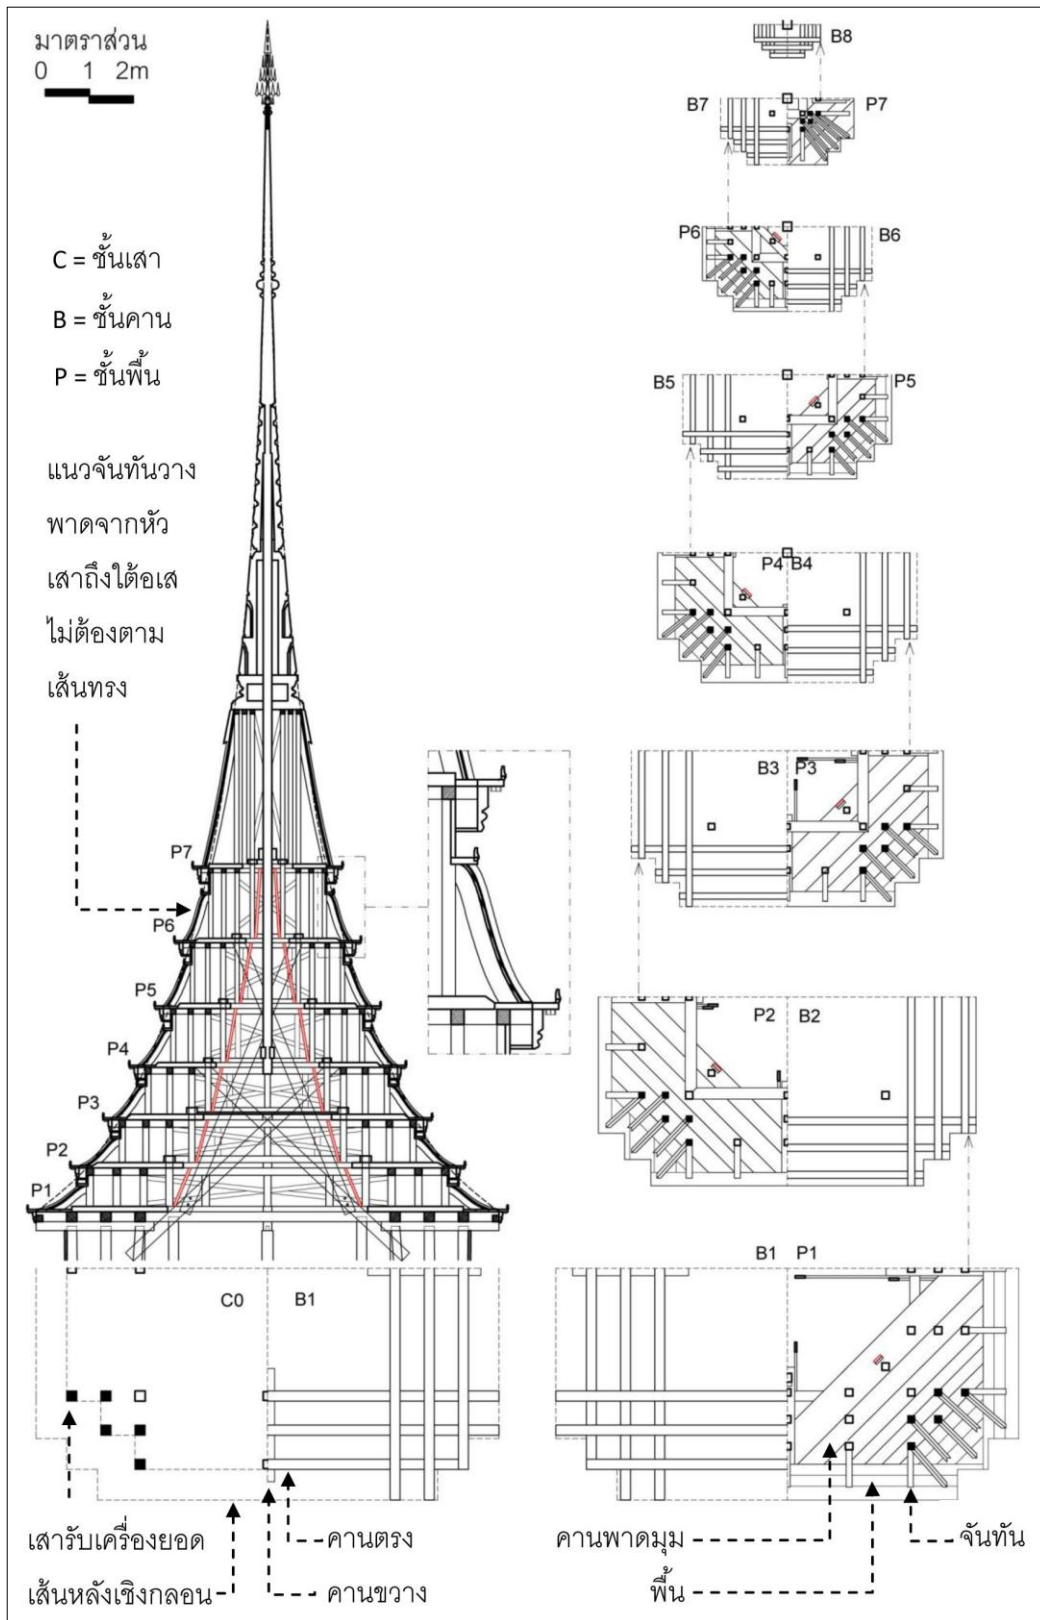 มาตราส่วน
0 1 2m
C = ชั้นเสา
B = ชั้นคาน
P = ชั้นพื้น
แนวจันทันวาง
พาดจากหัว
เสาถึงใต้อเส
ไม่ต้องตาม
เส้นทรง
P7
P6
P5
P4
P3
P2
P1
B8
B7 P7
P6 B6
B5 P5
P4 B4
B3 P3
P2 B2
B1 P1
C0 B1
เสารับเครื่องยอด
คานตรง
เส้นหลังเชิงกลอน
คานขวาง
คานพาดมุม
จันทัน
พื้น